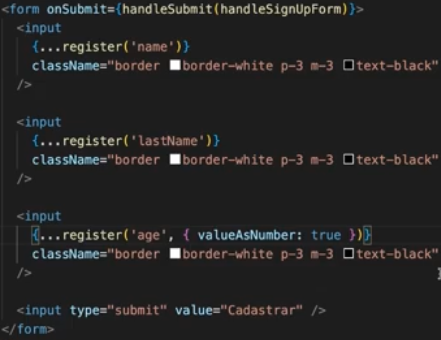 <form onSubmit={handleSubmit(handleSignUpForm)}>
<input
{...register('name')}
className="border border-white p-3 m-3 text-black"
/>
<input
{...register('lastName')}
className="border border-white p-3 m-3 text-black"
/>
<input
{...register('age', { valueAsNumber: true })}
className="border border-white p-3 m-3 text-black"
/>
<input type="submit" value="Cadastrar" />
</form>